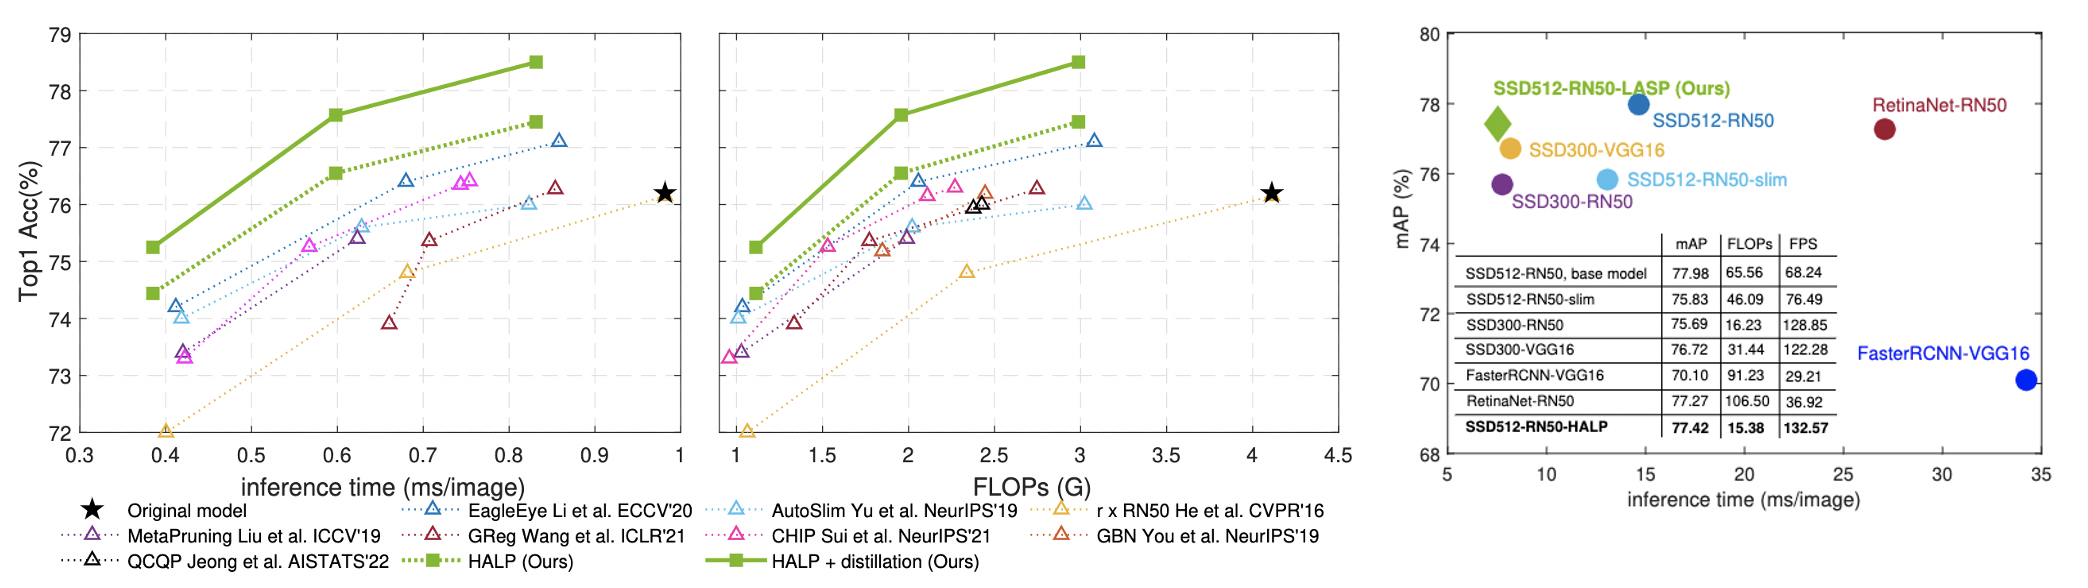 79
78
77
76
75
74
73
72
Top1 Acc(%)
0.3 0.4 0.5 0.6 0.7 0.8 0.9 1
inference time (ms/image)
1 1.5 2 2.5 3 3.5 4 4.5
FLOPs (G)
Original model
EagleEye Li et al. ECCV'20
AutoSlim Yu et al. NeurIPS'19
r x RN50 He et al. CVPR'16
MetaPruning Liu et al. ICCV'19
GReg Wang et al. ICLR'21
CHIP Sui et al. NeurIPS'21
GBN You et al. NeurIPS'19
QCQP Jeong et al. AISTATS'22
HALP (Ours)
HALP + distillation (Ours)
80
78
76
74
72
70
68
mAP (%)
SSD512-RN50-LASP (Ours)
SSD512-RN50
RetinaNet-RN50
SSD300-VGG16
SSD512-RN50-slim
SSD300-RN50
FasterRCNN-VGG16
mAP FLOPs FPS
SSD512-RN50, base model 77.98 65.56 68.24
SSD512-RN50-slim 75.83 46.09 76.49
SSD300-RN50 75.69 16.23 128.85
SSD300-VGG16 76.72 31.44 122.28
FasterRCNN-VGG16 70.10 91.23 29.21
RetinaNet-RN50 77.27 106.50 36.92
SSD512-RN50-HALP 77.42 15.38 132.57
5 10 15 20 25 30 35
inference time (ms/image)